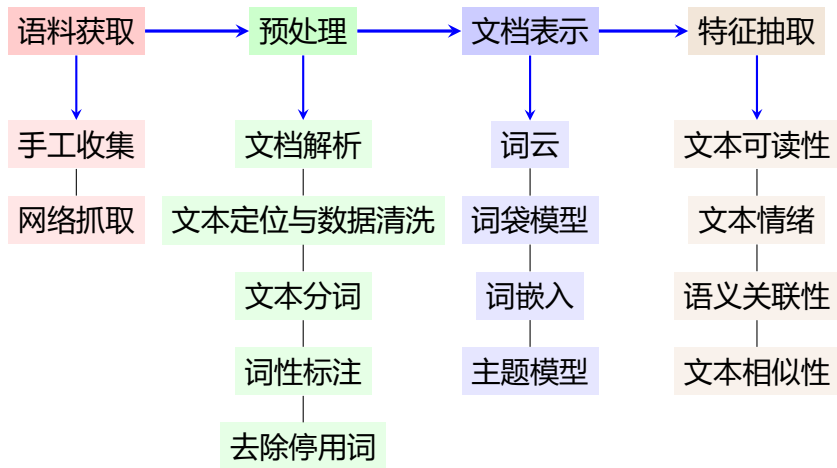 语料获取
预处理
文档表示
特征抽取
手工收集
文档解析
词云
文本可读性
网络抓取
文本定位与数据清洗
词袋模型
文本情绪
文本分词
词嵌入
语义关联性
词性标注
主题模型
文本相似性
去除停用词